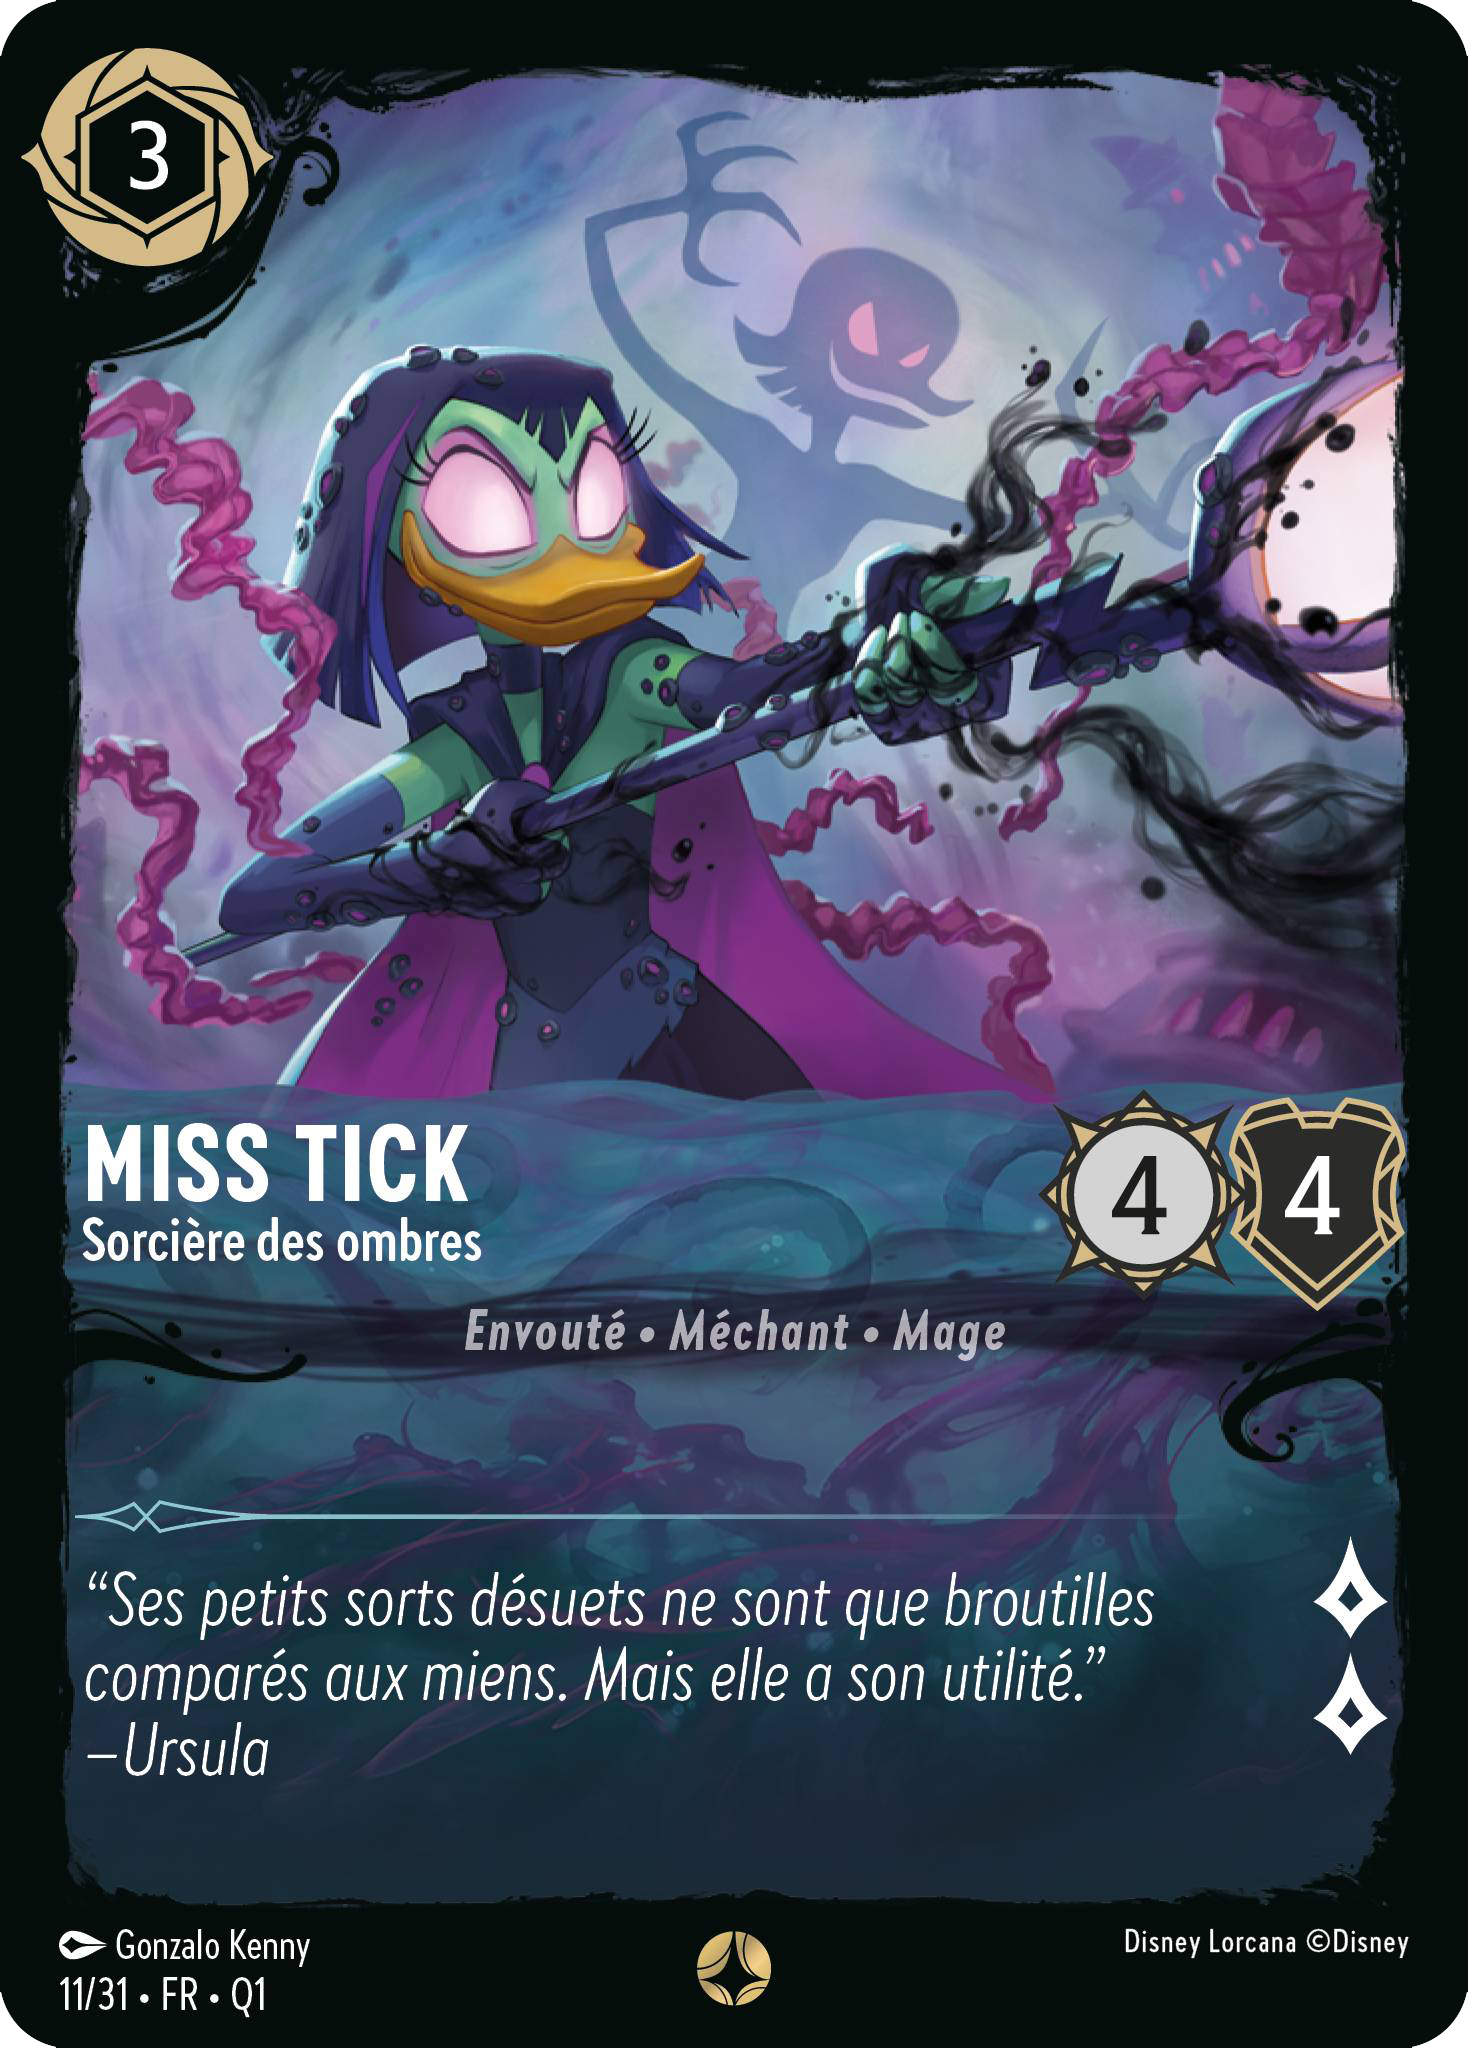 3
MISS TICK
Sorcière des ombres
4 4
Envouté • Méchant • Mage
“Ses petits sorts désuets ne sont que broutilles
comparés aux miens. Mais elle a son utilité.”
–Ursula
Gonzalo Kenny
11/31 • FR • Q1
Disney Lorcana ©Disney